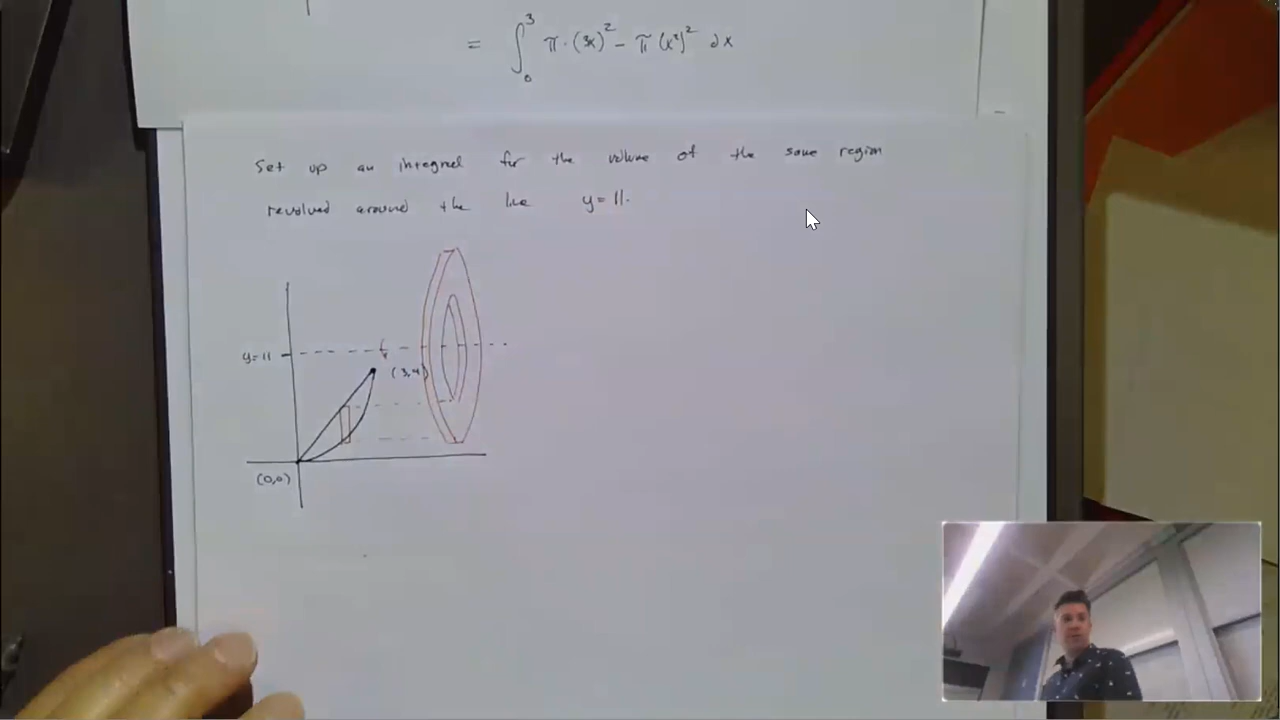 = ∫₀³ π·(3x)² − π(x²)² dx
Set up an integral for the volume of the same region
revolved around the line y = 11.
y=11
(3,9)
(0,0)